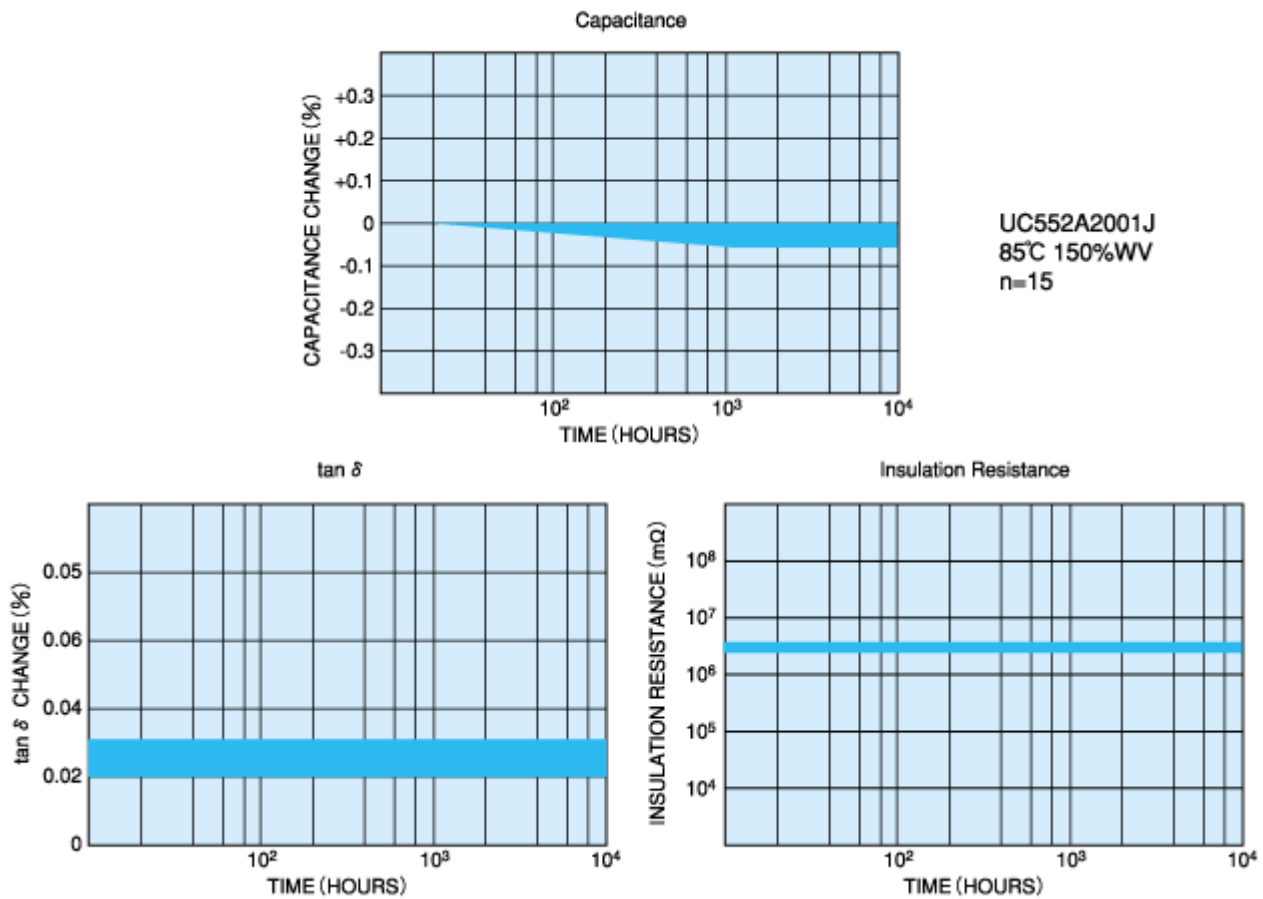 Capacitance
CAPACITANCE CHANGE (%)
+0.3
+0.2
+0.1
0
-0.1
-0.2
-0.3
10²
10³
10⁴
TIME (HOURS)
UC552A2001J
85℃ 150%WV
n=15
tan δ
tan δ CHANGE (%)
0.05
0.06
0.04
0.02
0
10²
10³
10⁴
TIME (HOURS)
Insulation Resistance
INSULATION RESISTANCE (mΩ)
10⁸
10⁷
10⁶
10⁵
10⁴
10²
10³
10⁴
TIME (HOURS)